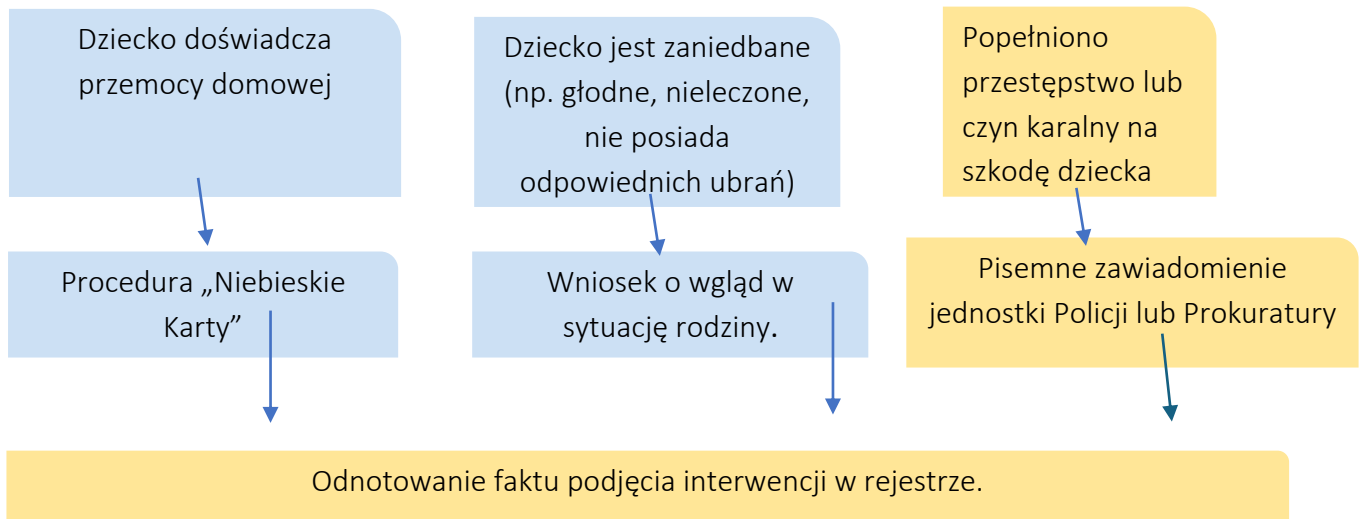 Dziecko doświadcza
przemocy domowej
Dziecko jest zaniedbane
(np. głodne, nieleczone,
nie posiada
odpowiednich ubrań)
Popełniono
przestępstwo lub
czyn karalny na
szkodę dziecka
Procedura „Niebieskie
Karty”
Wniosek o wgląd w
sytuację rodziny.
Pisemne zawiadomienie
jednostki Policji lub Prokuratury
Odnotowanie faktu podjęcia interwencji w rejestrze.